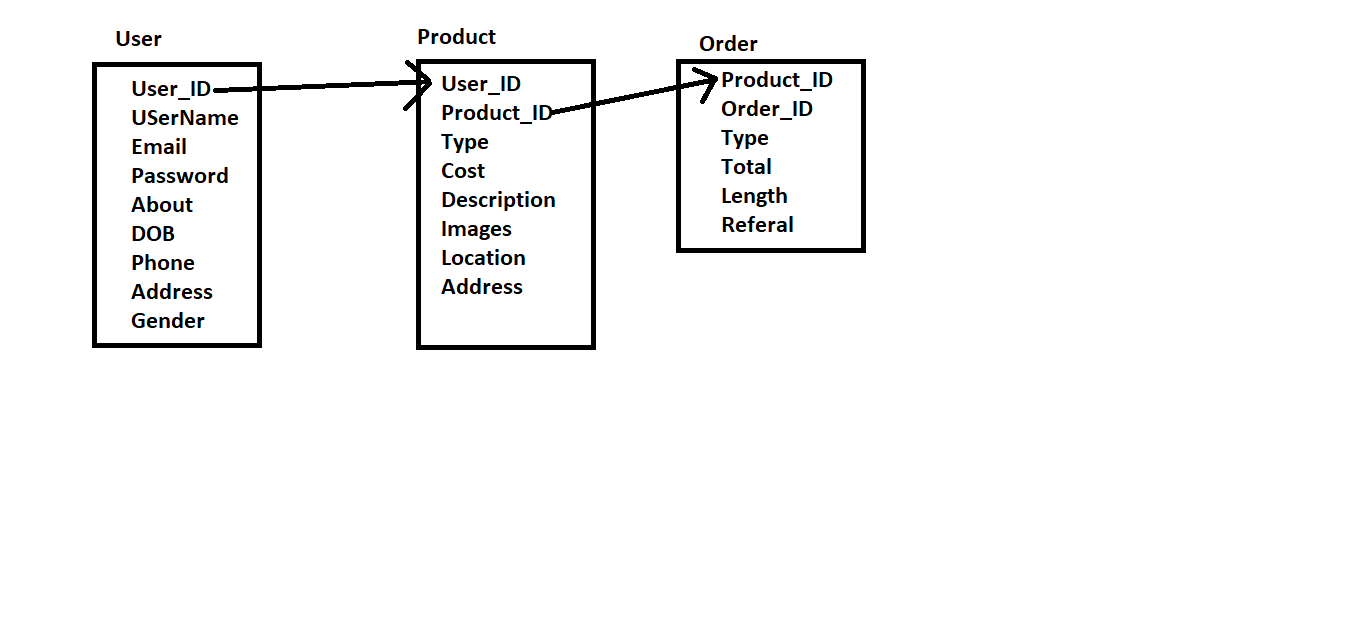 User
User_ID
USerName
Email
Password
About
DOB
Phone
Address
Gender
Product
User_ID
Product_ID
Type
Cost
Description
Images
Location
Address
Order
Product_ID
Order_ID
Type
Total
Length
Referal